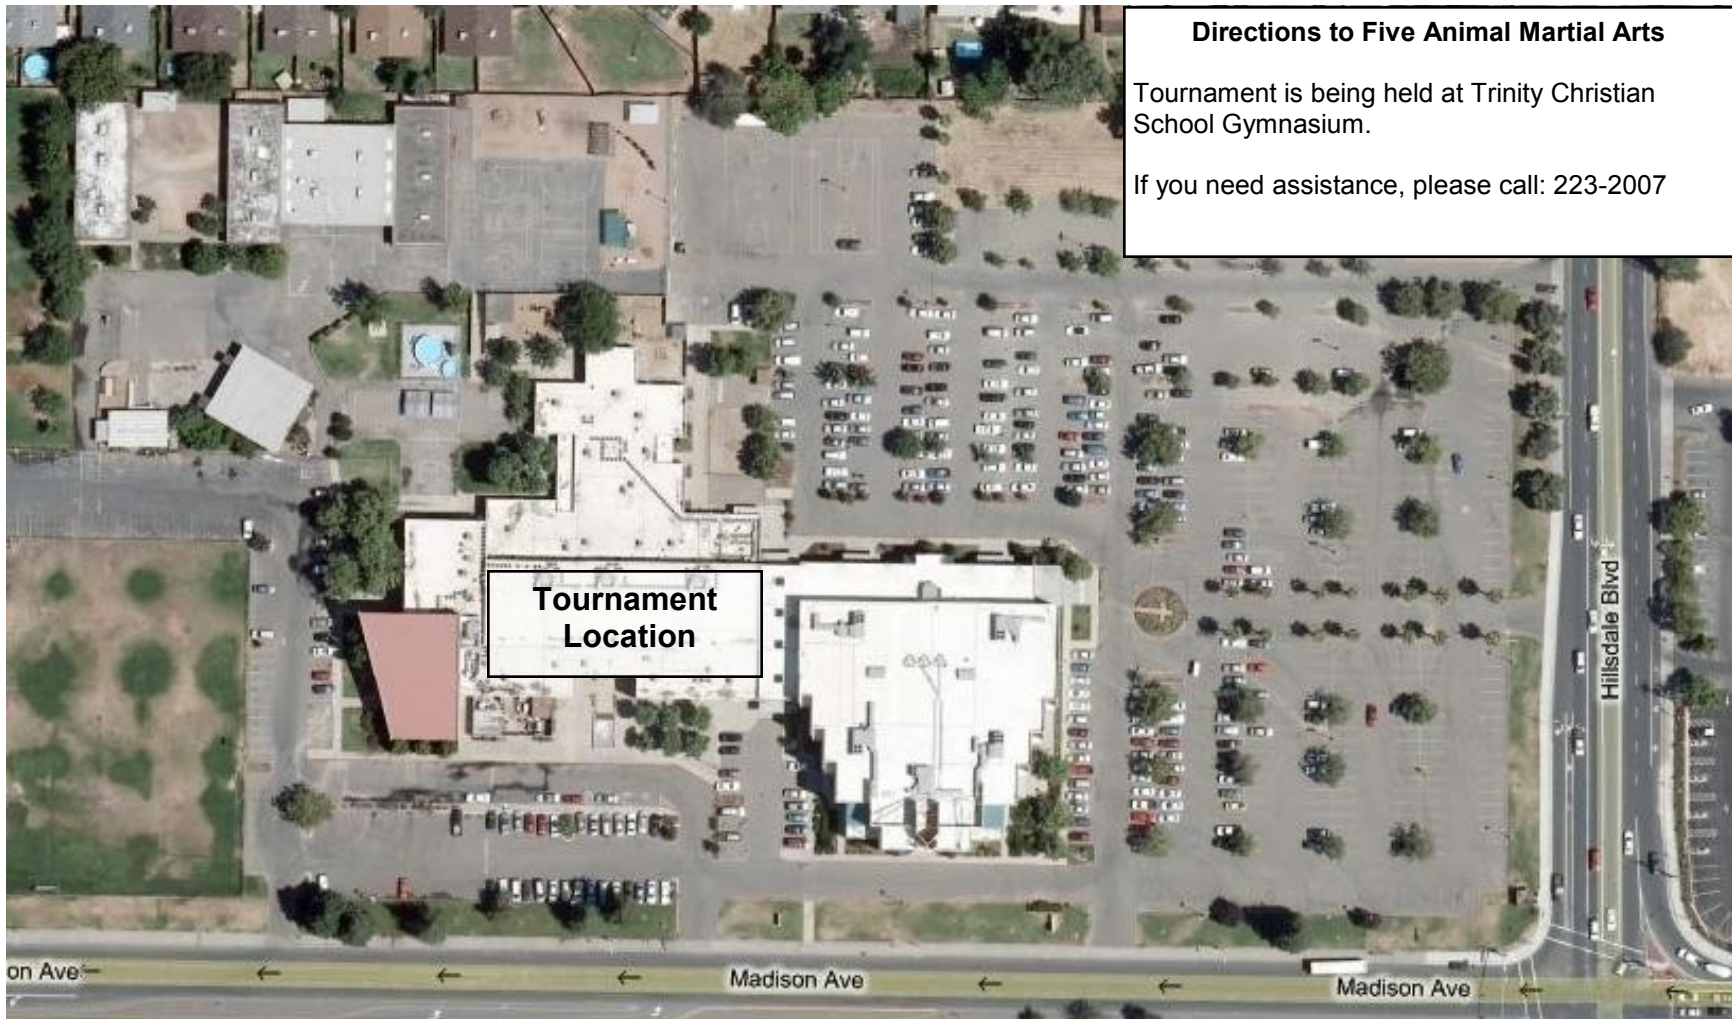 Directions to Five Animal Martial Arts
Tournament is being held at Trinity Christian
School Gymnasium.
If you need assistance, please call: 223-2007
Tournament
Location
Hillsdale Blvd
on Ave
Madison Ave
Madison Ave